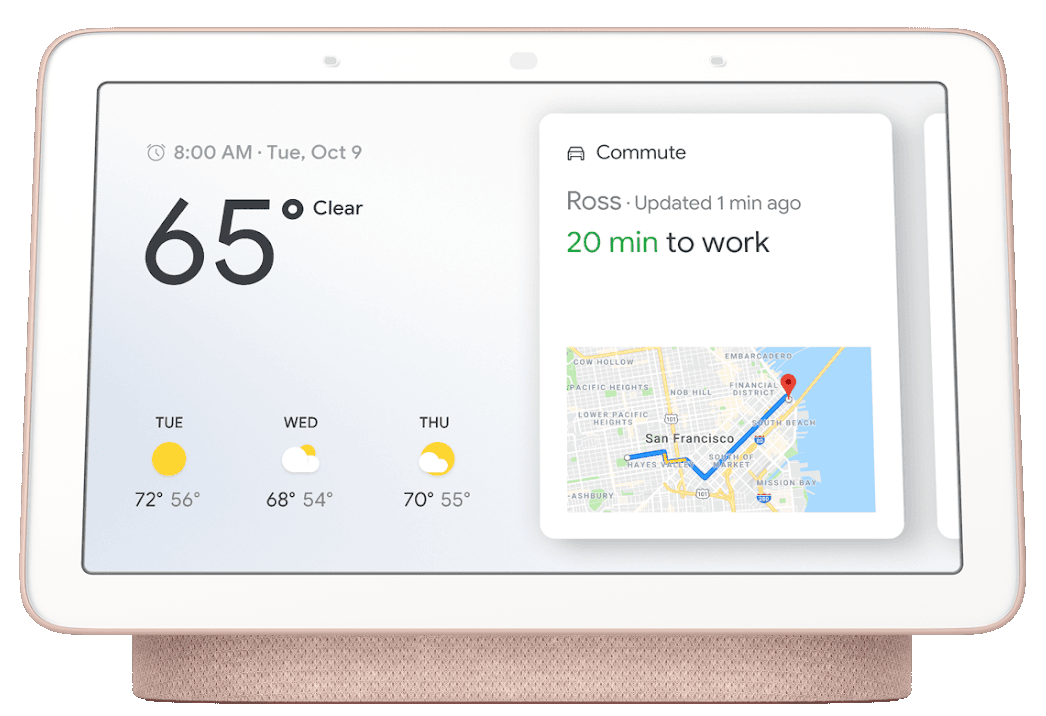 8:00 AM · Tue, Oct 9
65° Clear
TUE
WED
THU
72° 56°
68° 54°
70° 55°
Commute
Ross · Updated 1 min ago
20 min to work
COW HOLLOW
EMBARCADERO
PACIFIC HEIGHTS
NOB HILL
FINANCIAL
DISTRICT
LOWER PACIFIC
HEIGHTS
101
SOUTH BEACH
San Francisco
80
HAYES VALLEY
SOUTH OF
MARKET
MISSION BAY
-ASHBURY
101
280